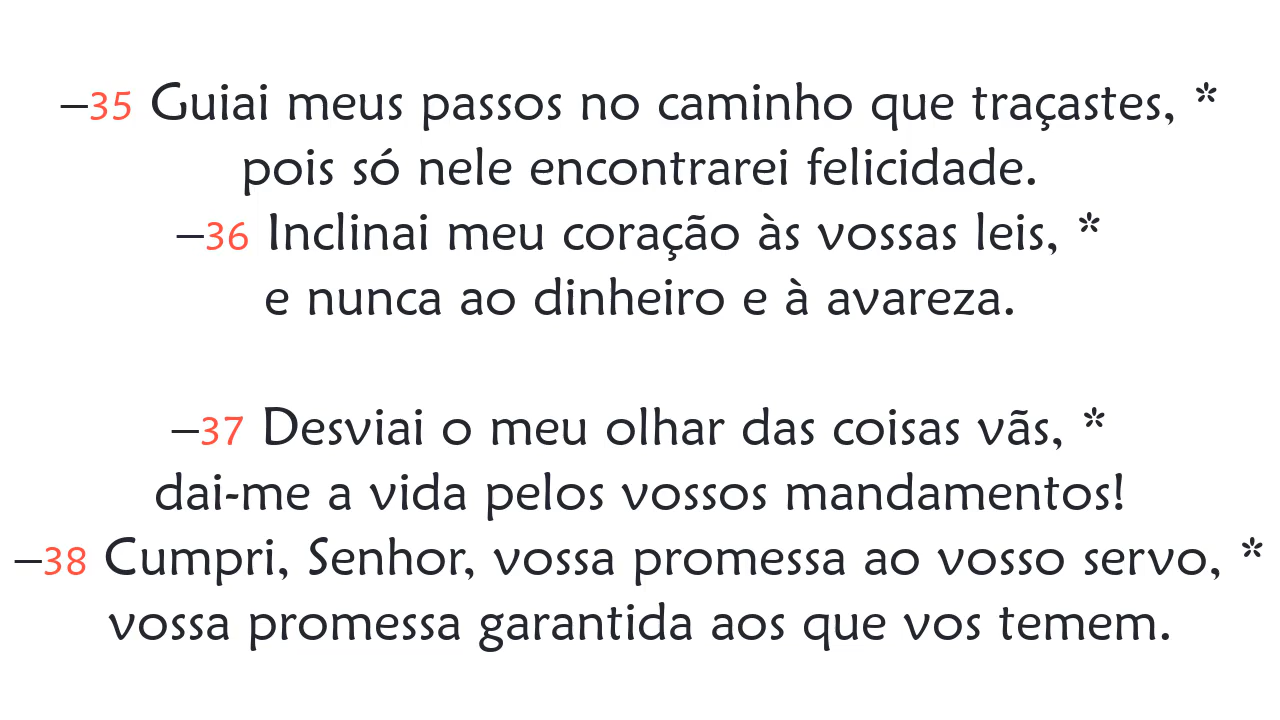 –35 Guiai meus passos no caminho que traçastes, *
pois só nele encontrarei felicidade.
–36 Inclinai meu coração às vossas leis, *
e nunca ao dinheiro e à avareza.
–37 Desviai o meu olhar das coisas vãs, *
dai-me a vida pelos vossos mandamentos!
–38 Cumpri, Senhor, vossa promessa ao vosso servo, *
vossa promessa garantida aos que vos temem.